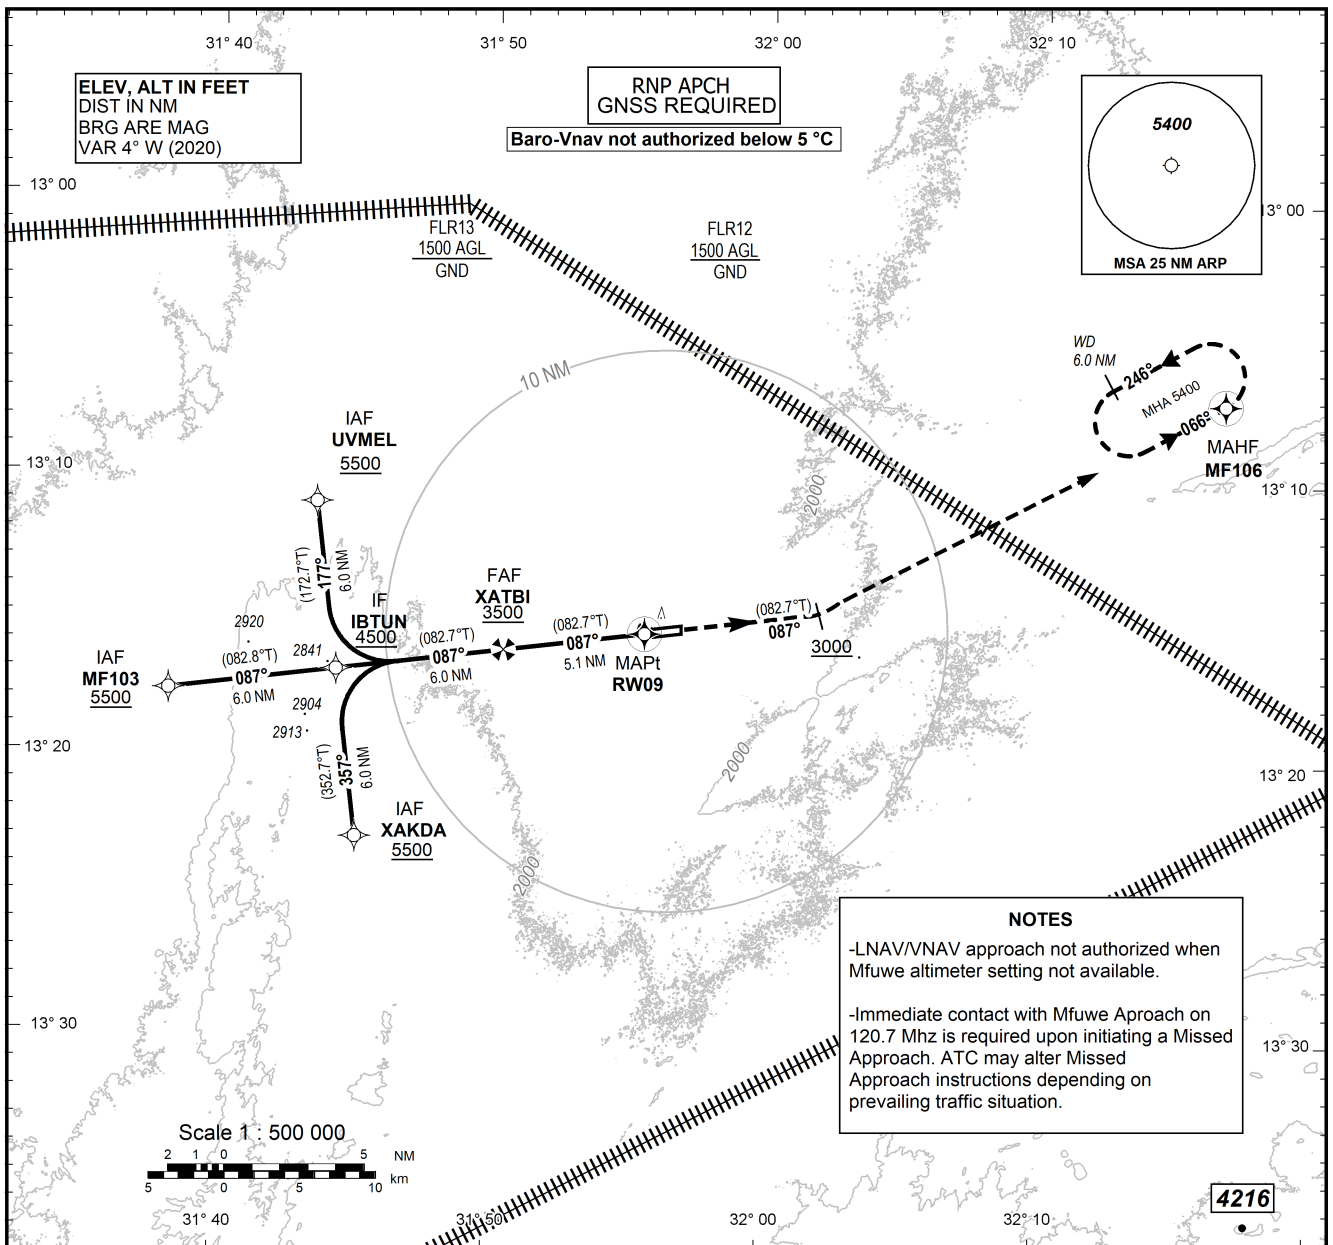 31° 40
31° 50
32° 00
32° 10
ELEV, ALT IN FEET
DIST IN NM
BRG ARE MAG
VAR 4° W (2020)
RNP APCH
GNSS REQUIRED
Baro-Vnav not authorized below 5 °C
5400
MSA 25 NM ARP
13° 00
13° 00
FLR13
1500 AGL
GND
FLR12
1500 AGL
GND
10 NM
WD
6.0 NM
246°
MHA 5400
066°
MAHF
MF106
IAF
UVMEL
5500
13° 10
13° 10
2000
(172.7°T)
177°
6.0 NM
FAF
XATBI
3500
IF
IBTUN
4500
2920
2841
(082.8°T)
087°
6.0 NM
IAF
MF103
5500
(082.7°T)
087°
6.0 NM
(082.7°T)
087°
5.1 NM
(082.7°T)
087°
3000
MAPt
RW09
2904
2913
(352.7°T)
357°
6.0 NM
IAF
XAKDA
5500
13° 20
13° 20
2000
2000
NOTES
-LNAV/VNAV approach not authorized when
Mfuwe altimeter setting not available.
-Immediate contact with Mfuwe Aproach on
120.7 Mhz is required upon initiating a Missed
Approach. ATC may alter Missed
Approach instructions depending on
prevailing traffic situation.
13° 30
13° 30
Scale 1 : 500 000
2 1 0 5 NM
5 0 5 10 km
4216
31° 40
31° 50
32° 00
32° 10